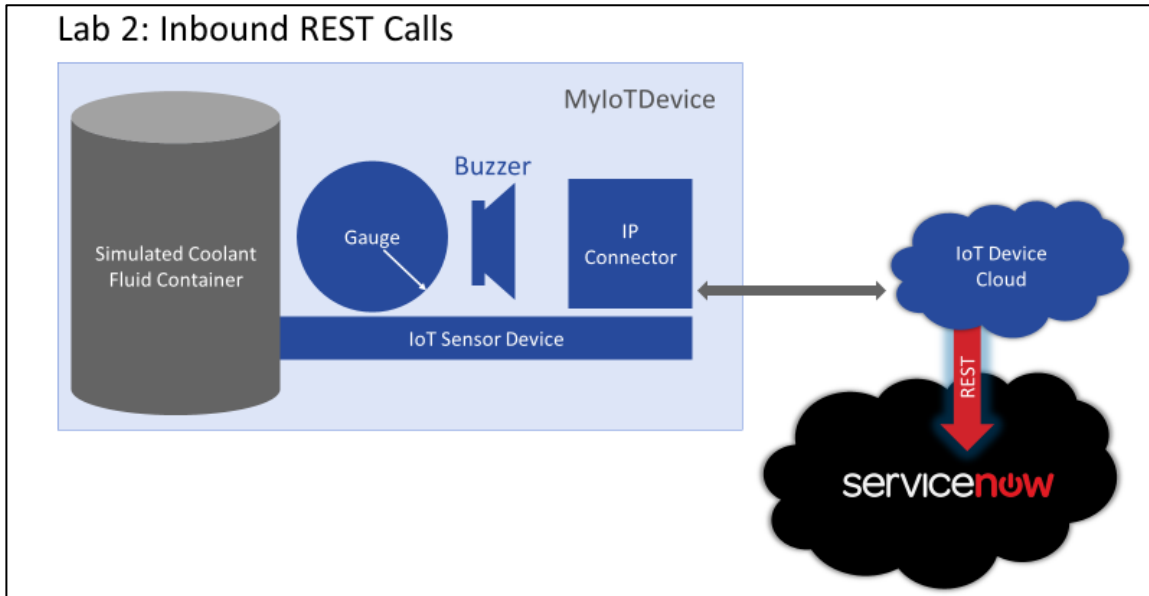 Lab 2: Inbound REST Calls
MyIoTDevice
Buzzer
Gauge
Simulated Coolant
Fluid Container
IP
Connector
IoT Sensor Device
IoT Device
Cloud
REST
servicenow